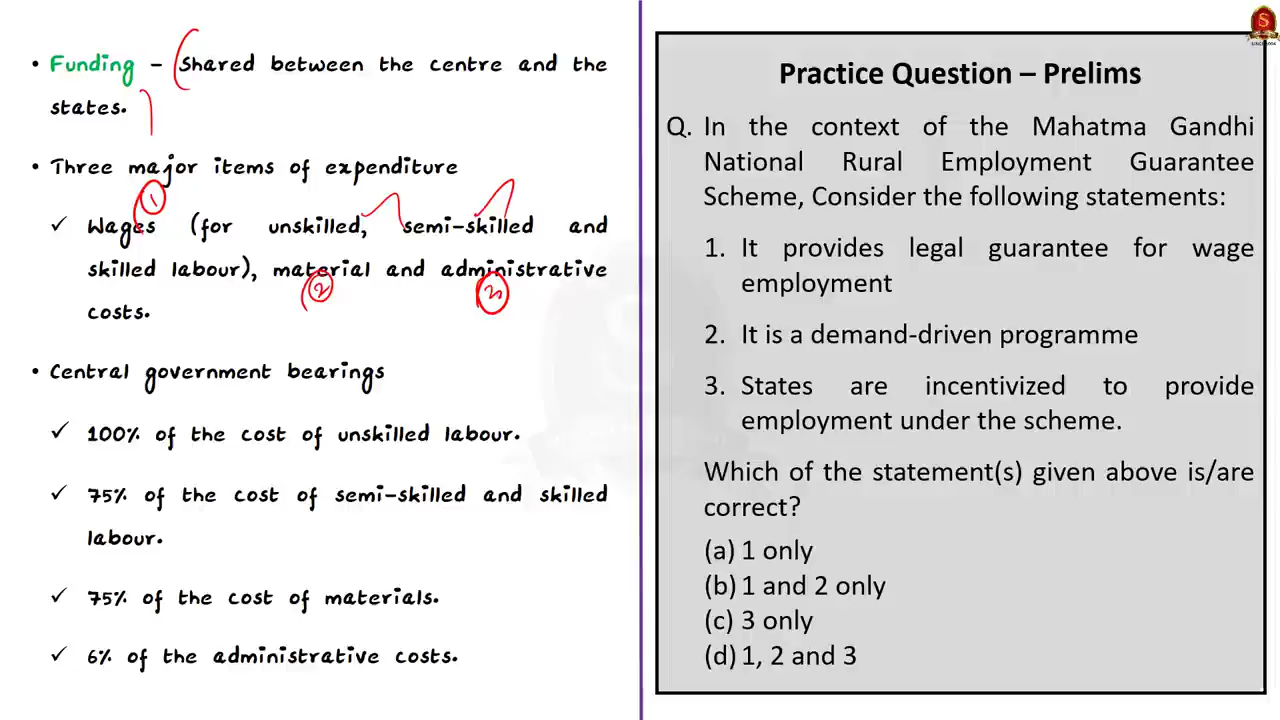 • Funding - Shared between the centre and the
states.
• Three major items of expenditure
1
✓ Wages (for unskilled, semi-skilled and
skilled labour), material and administrative
2 3
costs.
• Central government bearings
✓ 100% of the cost of unskilled labour.
✓ 75% of the cost of semi-skilled and skilled
labour.
✓ 75% of the cost of materials.
✓ 6% of the administrative costs.
Practice Question – Prelims
Q. In the context of the Mahatma Gandhi
National Rural Employment Guarantee
Scheme, Consider the following statements:
1. It provides legal guarantee for wage
employment
2. It is a demand-driven programme
3. States are incentivized to provide
employment under the scheme.
Which of the statement(s) given above is/are
correct?
(a) 1 only
(b) 1 and 2 only
(c) 3 only
(d) 1, 2 and 3